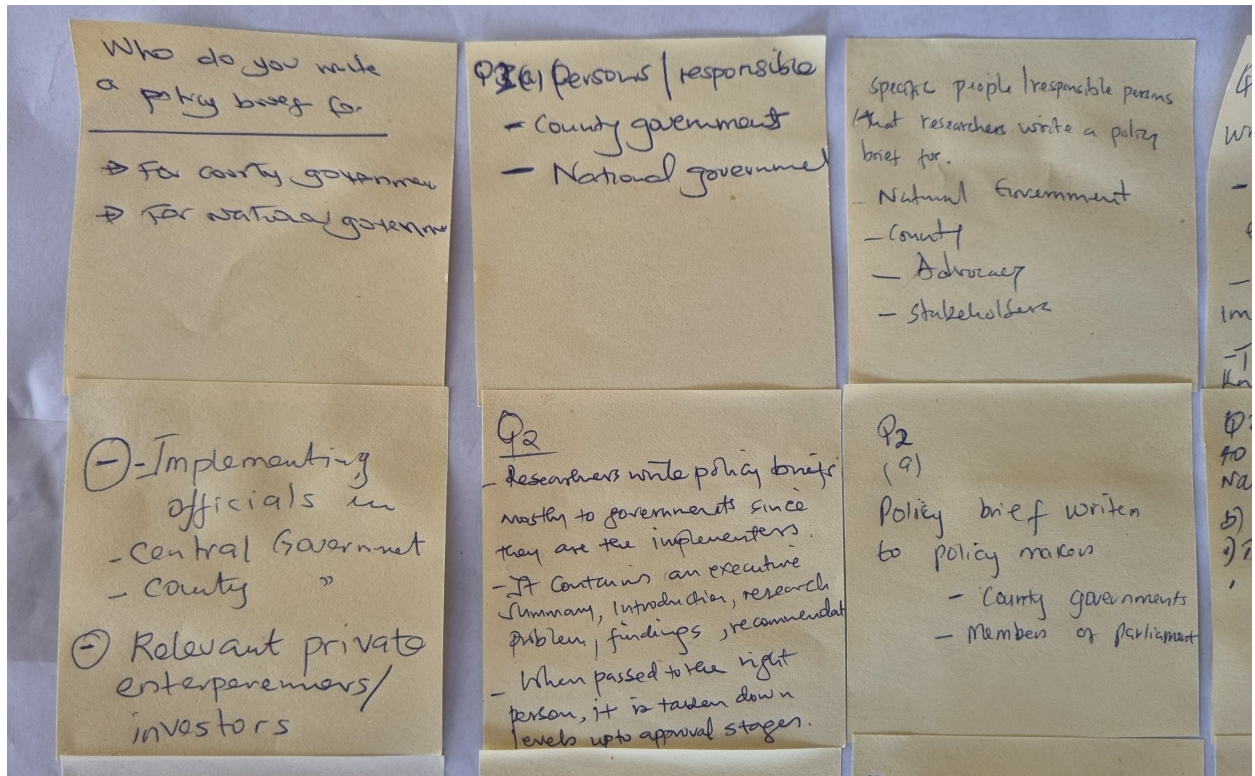 Who do you write
a policy brief for.
→ For county governmen
→ For National governm
Q2(a) Persons / responsible
- County government
- National governme
specific people / responsible persons
that researchers write a policy
brief for.
- Natural Government
- County
- Advocacy
- Stakeholders
- Implementing
officials in
- Central Governmet
- County "
- Relevant private
enterperemors/
investors
Q2
- Researchers write policy briefs
mostly to governments since
they are the implementers.
- It contains an executive
summary, Introduction, research
problem, findings, recommendat
- When passed to the right
person, it is taken down
levels upto approval stages.
Q2
(a)
Policy brief writen
to policy makers
- County governments
- Members of Parliament